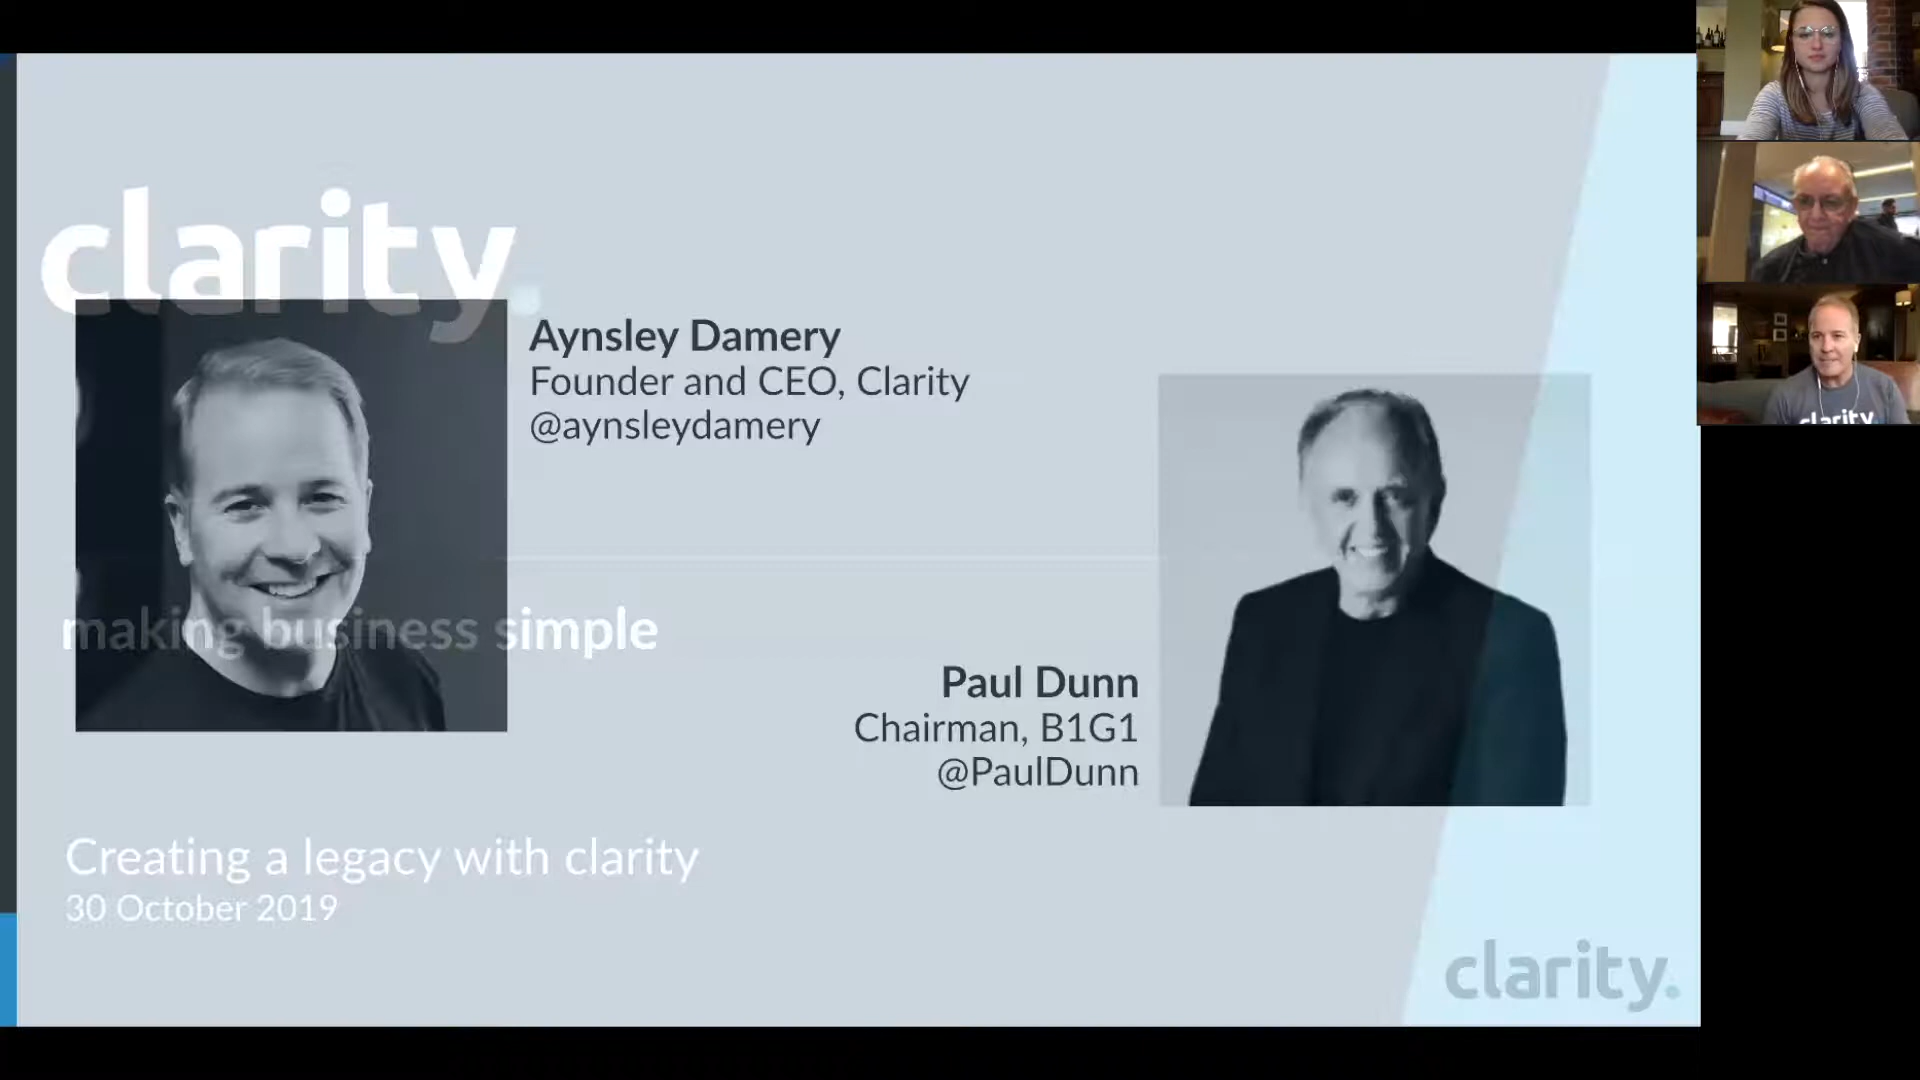 clarity.
Aynsley Damery
Founder and CEO, Clarity
@aynsleydamery
making business simple
Paul Dunn
Chairman, B1G1
@PaulDunn
Creating a legacy with clarity
30 October 2019
clarity.
clarity.